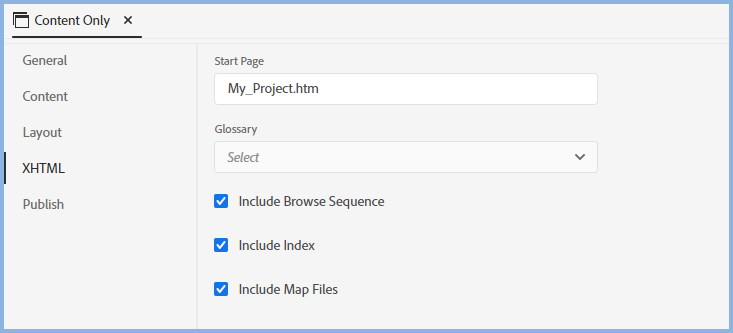 Content Only
General
Content
Layout
XHTML
Publish
Start Page
My_Project.htm
Glossary
Select
Include Browse Sequence
Include Index
Include Map Files